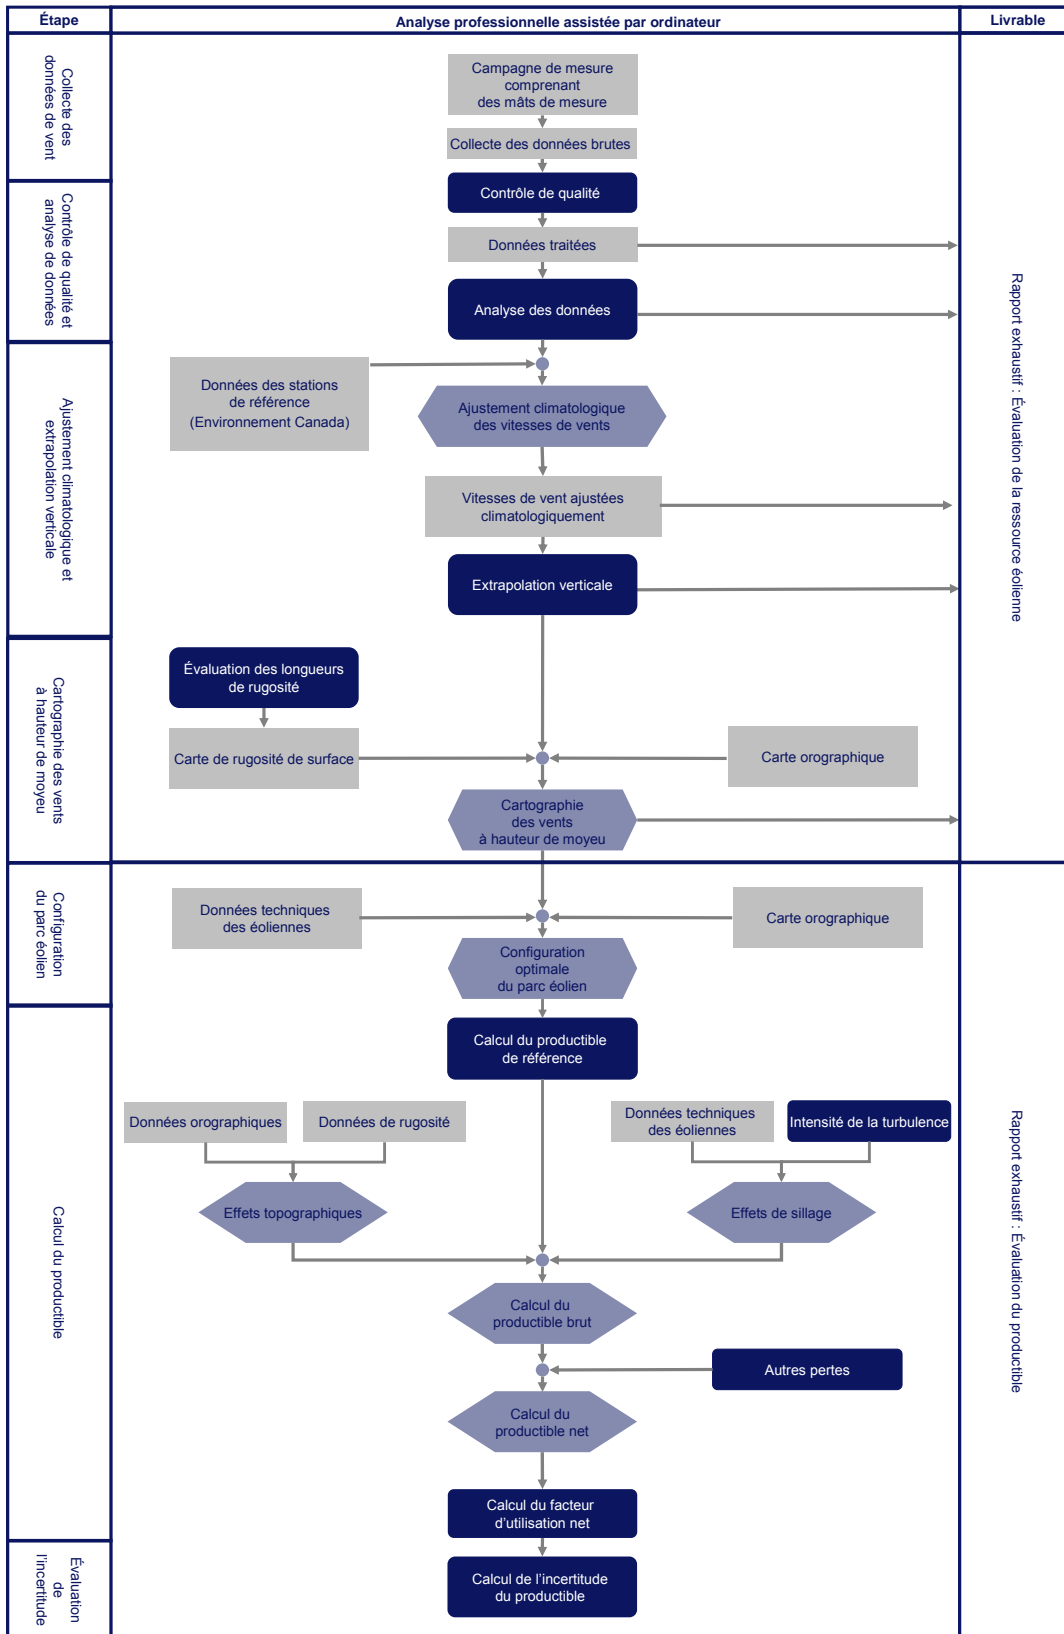 Étape
Analyse professionnelle assistée par ordinateur
Livrable
Collecte des
données de vent
Campagne de mesure
comprenant
des mâts de mesure
Collecte des données brutes
Contrôle de qualité et
analyse de données
Contrôle de qualité
Données traitées
Analyse des données
Rapport exhaustif : Évaluation de la ressource éolienne
Ajustement climatologique et
extrapolation verticale
Données des stations
de référence
(Environnement Canada)
Ajustement climatologique
des vitesses de vents
Vitesses de vent ajustées
climatologiquement
Extrapolation verticale
Cartographie des vents
à hauteur de moyeu
Évaluation des longueurs
de rugosité
Carte de rugosité de surface
Carte orographique
Cartographie
des vents
à hauteur de moyeu
Configuration
du parc éolien
Données techniques
des éoliennes
Carte orographique
Configuration
optimale
du parc éolien
Calcul du productible
Calcul du productible
de référence
Données orographiques
Données de rugosité
Données techniques
des éoliennes
Intensité de la turbulence
Effets topographiques
Effets de sillage
Rapport exhaustif : Évaluation du productible
Calcul du
productible brut
Autres pertes
Calcul du
productible net
Calcul du facteur
d’utilisation net
Évaluation
de
l’incertitude
Calcul de l’incertitude
du productible